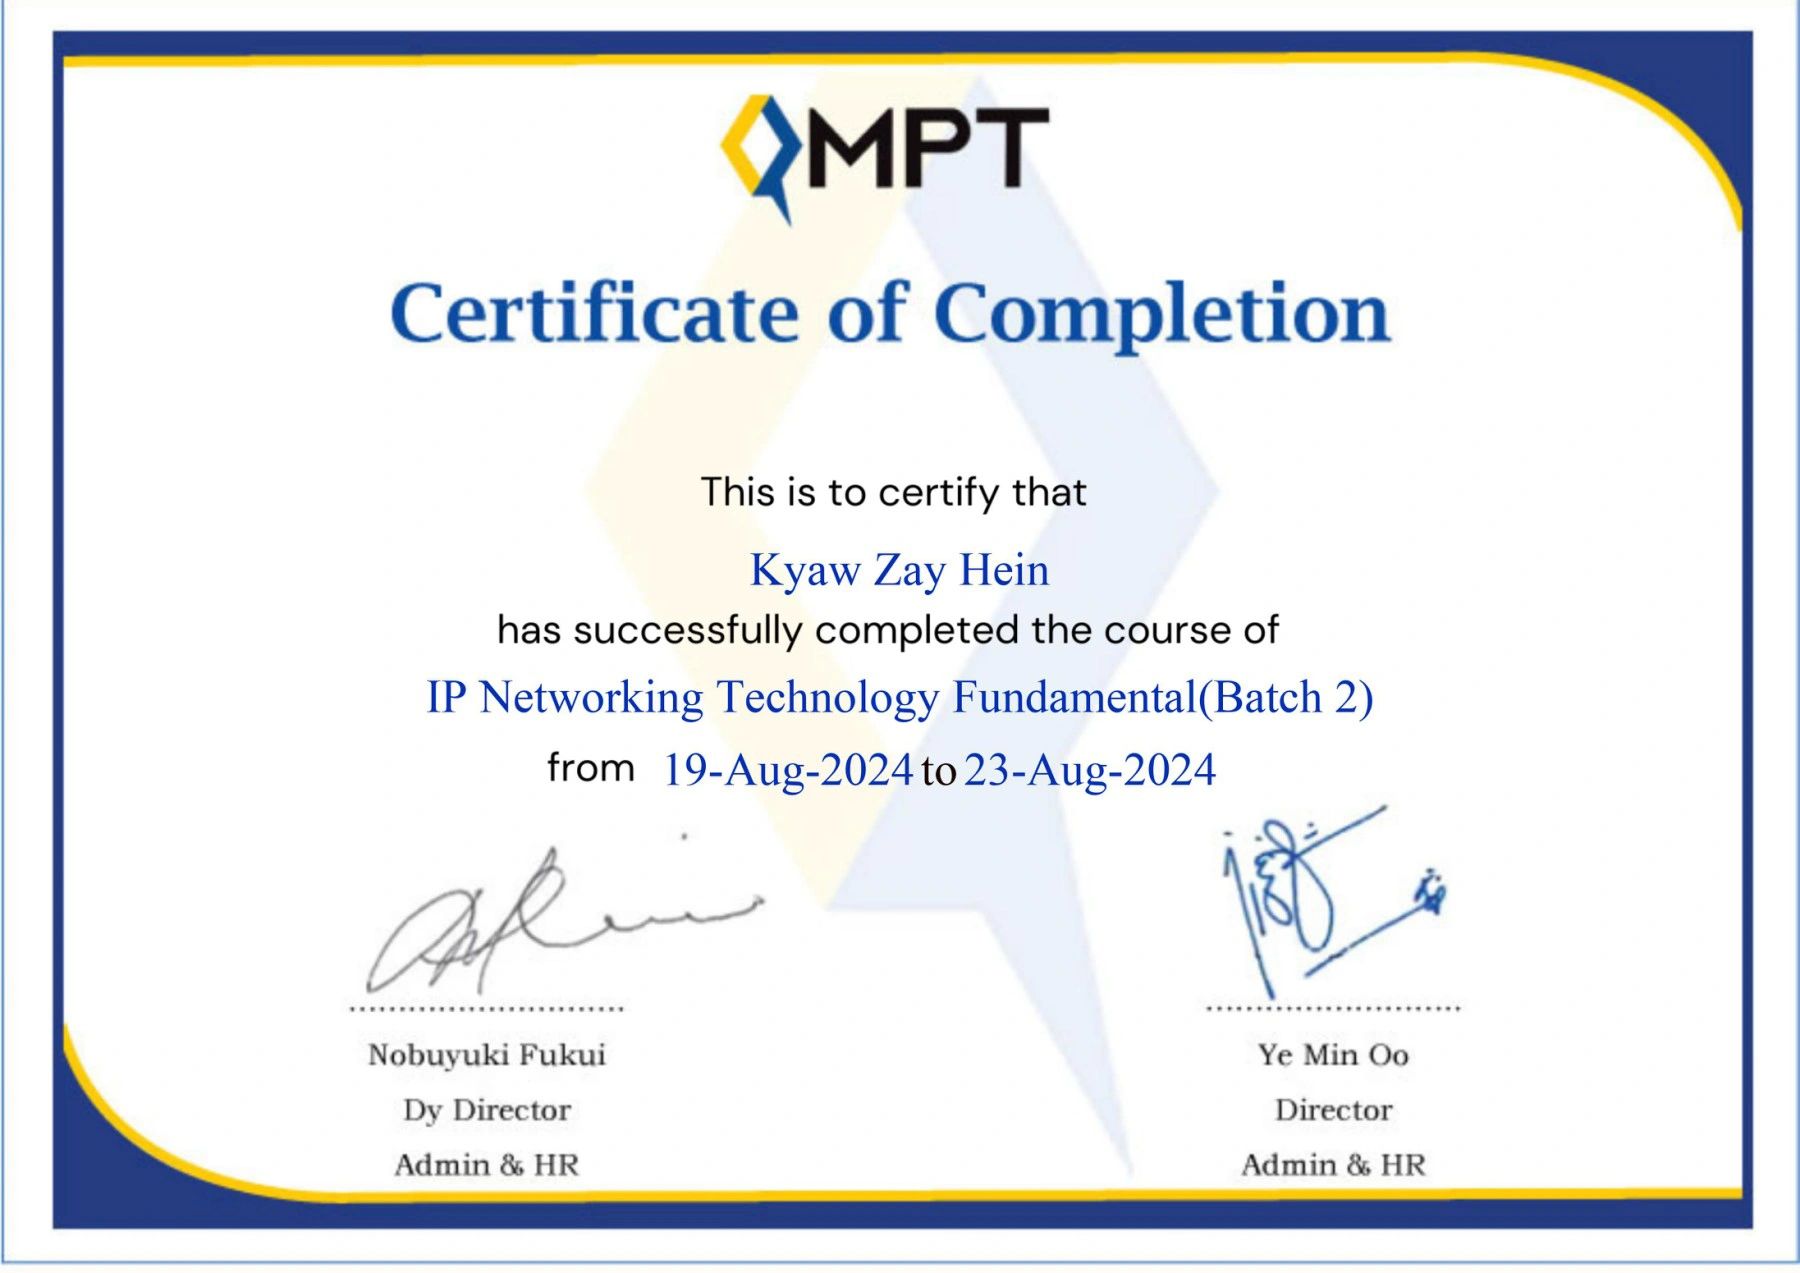 MPT
Certificate of Completion
This is to certify that
Kyaw Zay Hein
has successfully completed the course of
IP Networking Technology Fundamental(Batch 2)
from 19-Aug-2024 to 23-Aug-2024
Nobuyuki Fukui
Dy Director
Admin & HR
Ye Min Oo
Director
Admin & HR